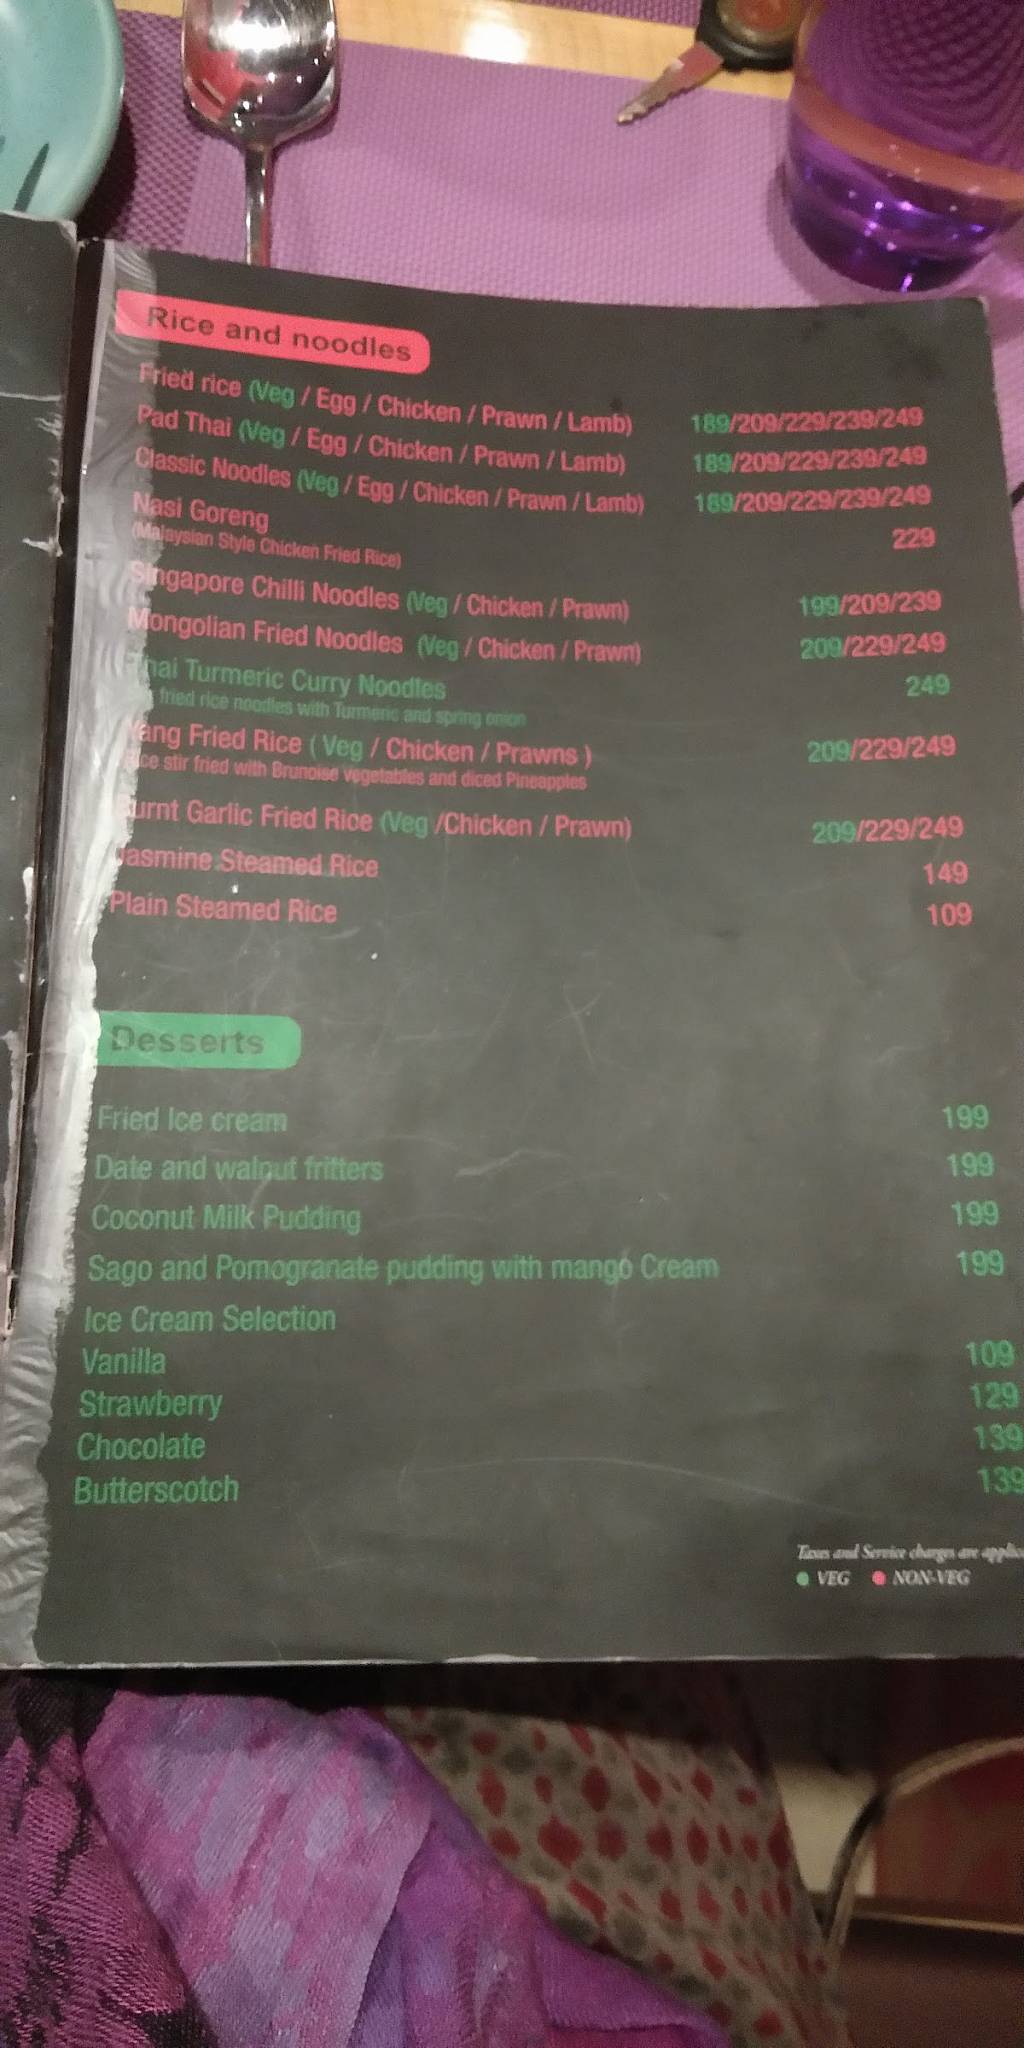 Rice and noodles
Fried rice (Veg / Egg / Chicken / Prawn / Lamb) 189/209/229/239/249
Pad Thai (Veg / Egg / Chicken / Prawn / Lamb) 189/209/229/239/249
Classic Noodles (Veg / Egg / Chicken / Prawn / Lamb) 189/209/229/239/249
Nasi Goreng 229
(Malaysian Style Chicken Fried Rice)
Singapore Chilli Noodles (Veg / Chicken / Prawn) 199/209/239
Mongolian Fried Noodles (Veg / Chicken / Prawn) 209/229/249
Thai Turmeric Curry Noodles 249
fried rice noodles with Turmeric and spring onion
Yang Fried Rice ( Veg / Chicken / Prawns ) 209/229/249
Rice stir fried with Brunoise vegetables and diced Pineapples
Burnt Garlic Fried Rice (Veg /Chicken / Prawn) 209/229/249
Jasmine Steamed Rice 149
Plain Steamed Rice 109
Desserts
Fried Ice cream 199
Date and walnut fritters 199
Coconut Milk Pudding 199
Sago and Pomogranate pudding with mango Cream 199
Ice Cream Selection
Vanilla 109
Strawberry 129
Chocolate 139
Butterscotch 139
Taxes and Service charges are applic
VEG NON-VEG